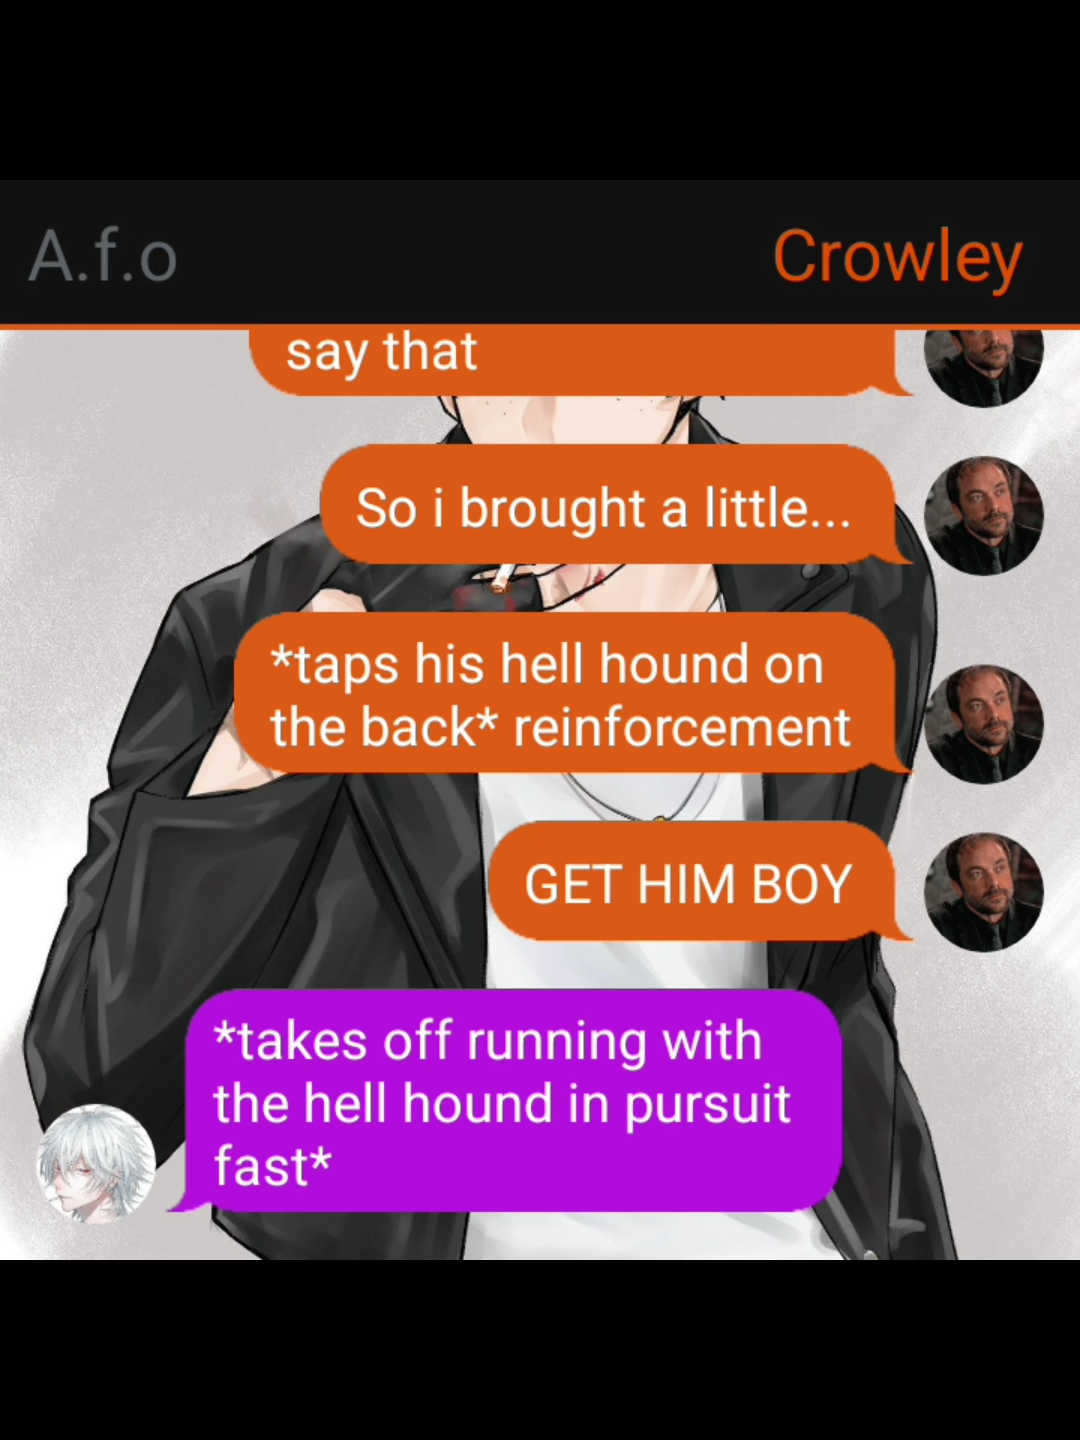 A.f.o
Crowley
say that
So i brought a little...
*taps his hell hound on
the back* reinforcement
GET HIM BOY
*takes off running with
the hell hound in pursuit
fast*